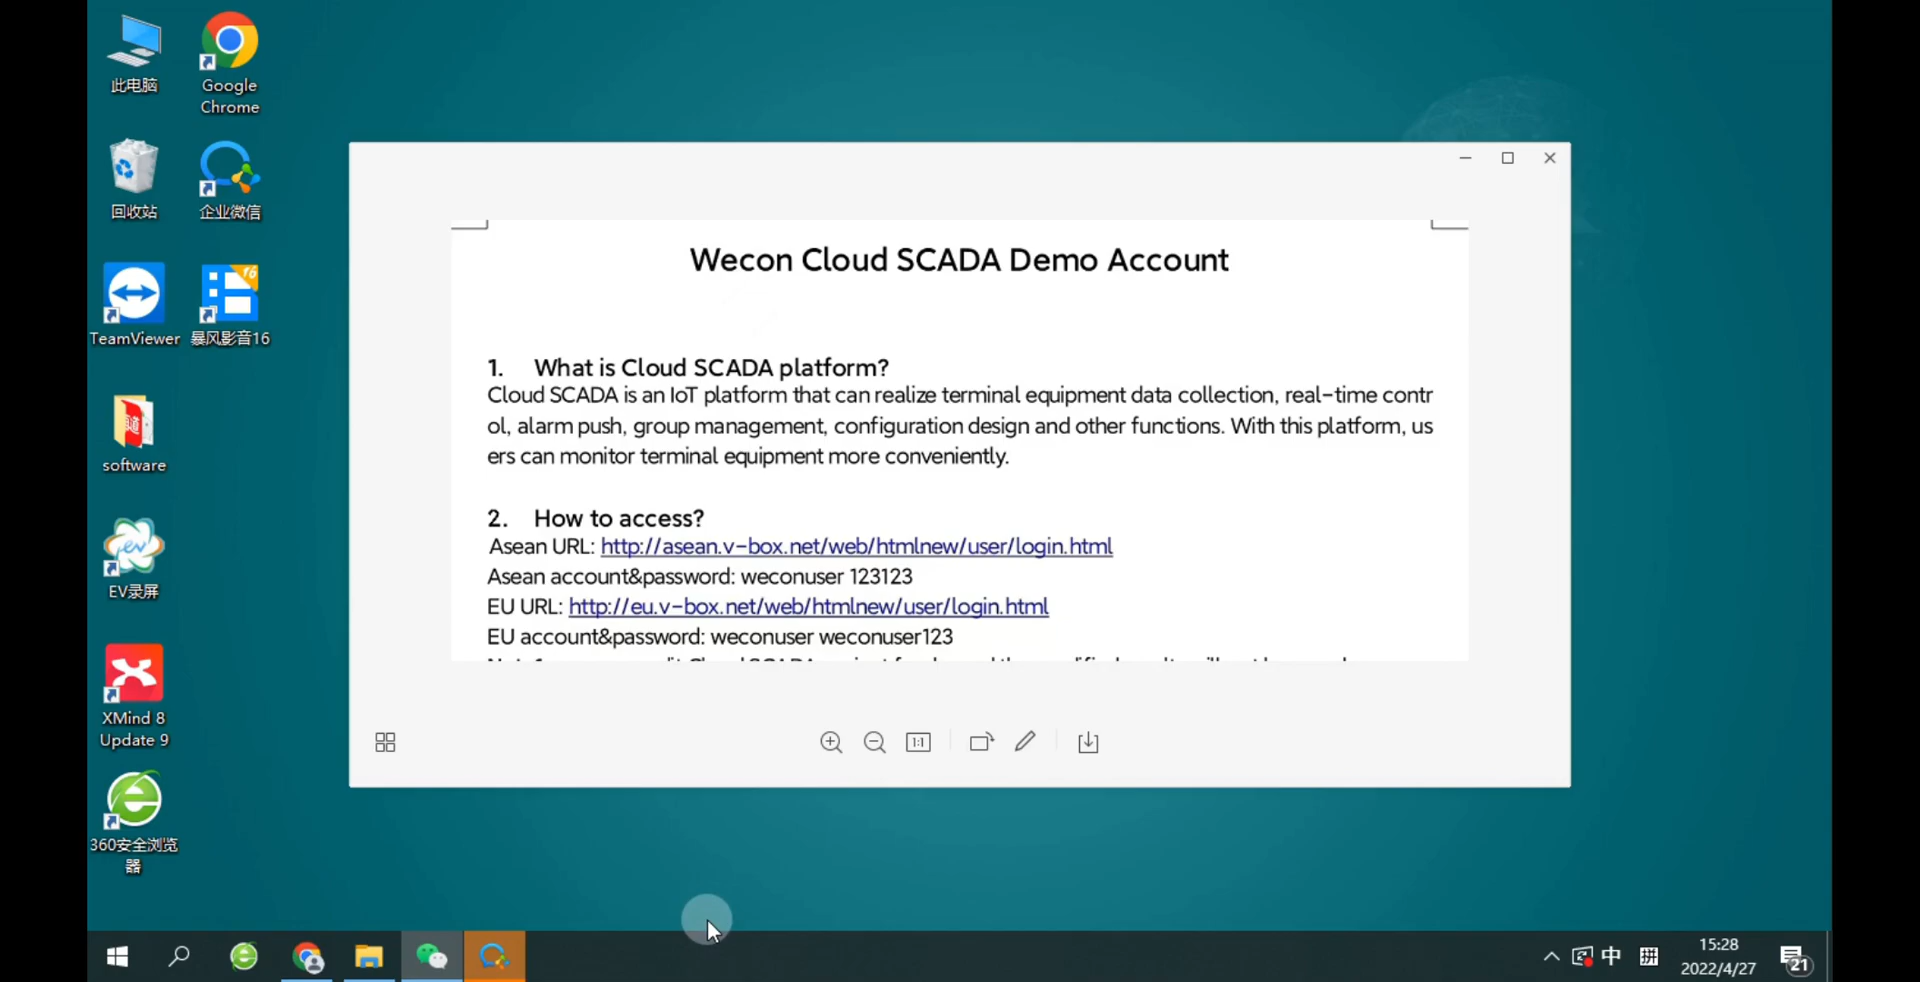 此电脑
Google
Chrome
回收站
企业微信
TeamViewer
16
暴风影音16
software
EV录屏
XMind 8
Update 9
360安全浏览
器
Wecon Cloud SCADA Demo Account
1. What is Cloud SCADA platform?
Cloud SCADA is an IoT platform that can realize terminal equipment data collection, real-time contr
ol, alarm push, group management, configuration design and other functions. With this platform, us
ers can monitor terminal equipment more conveniently.
2. How to access?
Asean URL: http://asean.v-box.net/web/htmlnew/user/login.html
Asean account&password: weconuser 123123
EU URL: http://eu.v-box.net/web/htmlnew/user/login.html
EU account&password: weconuser weconuser123
1:1
中
拼
15:28
2022/4/27
21